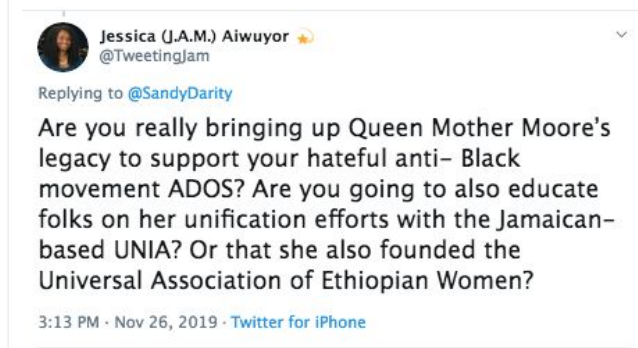 Jessica (J.A.M.) Aiwuyor
@TweetingJam
Replying to @SandyDarity
Are you really bringing up Queen Mother Moore's
legacy to support your hateful anti- Black
movement ADOS? Are you going to also educate
folks on her unification efforts with the Jamaican-
based UNIA? Or that she also founded the
Universal Association of Ethiopian Women?
3:13 PM · Nov 26, 2019 · Twitter for iPhone